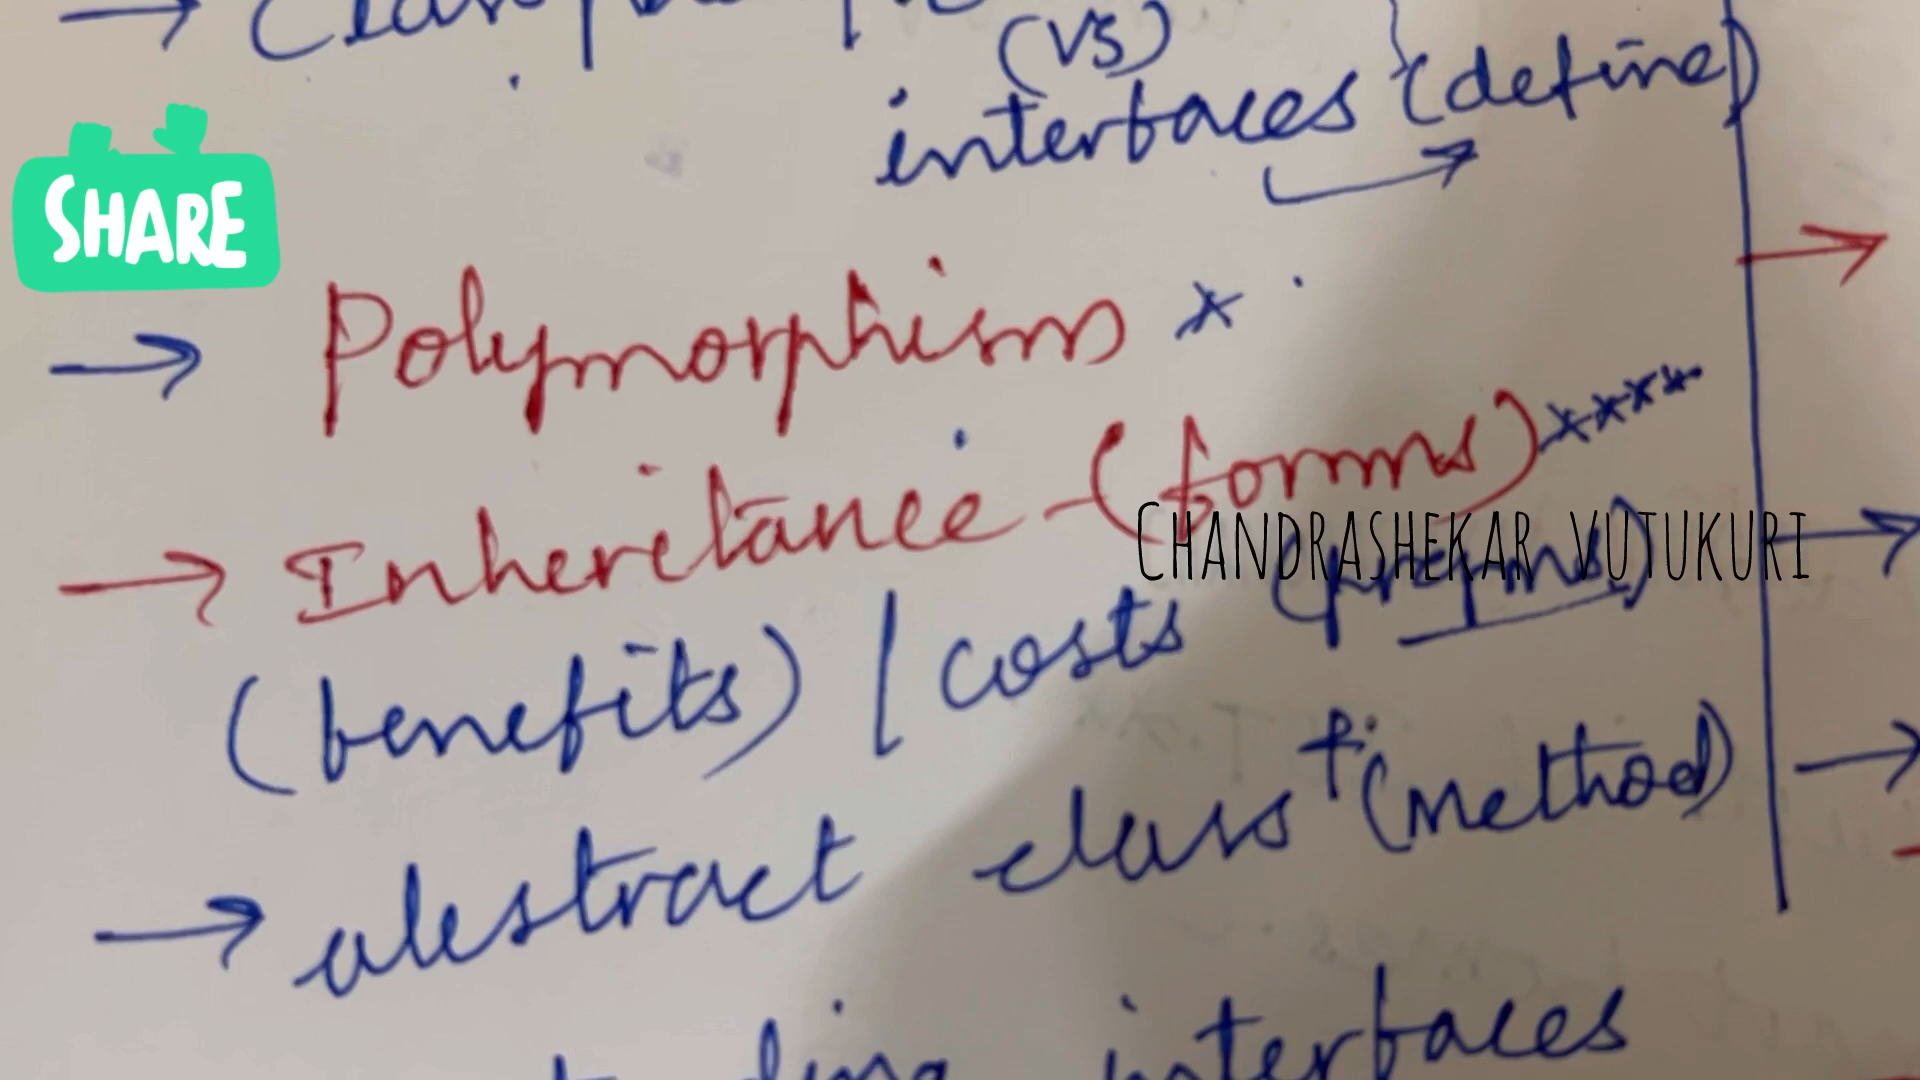 (VS)
interfaces (define)
SHARE
→ Polymorphism *
→ Inheritance - (forms) ****
CHANDRASHEKAR VUTUKURI
(benefits) / costs
→ abstract class + (Method)
interfaces